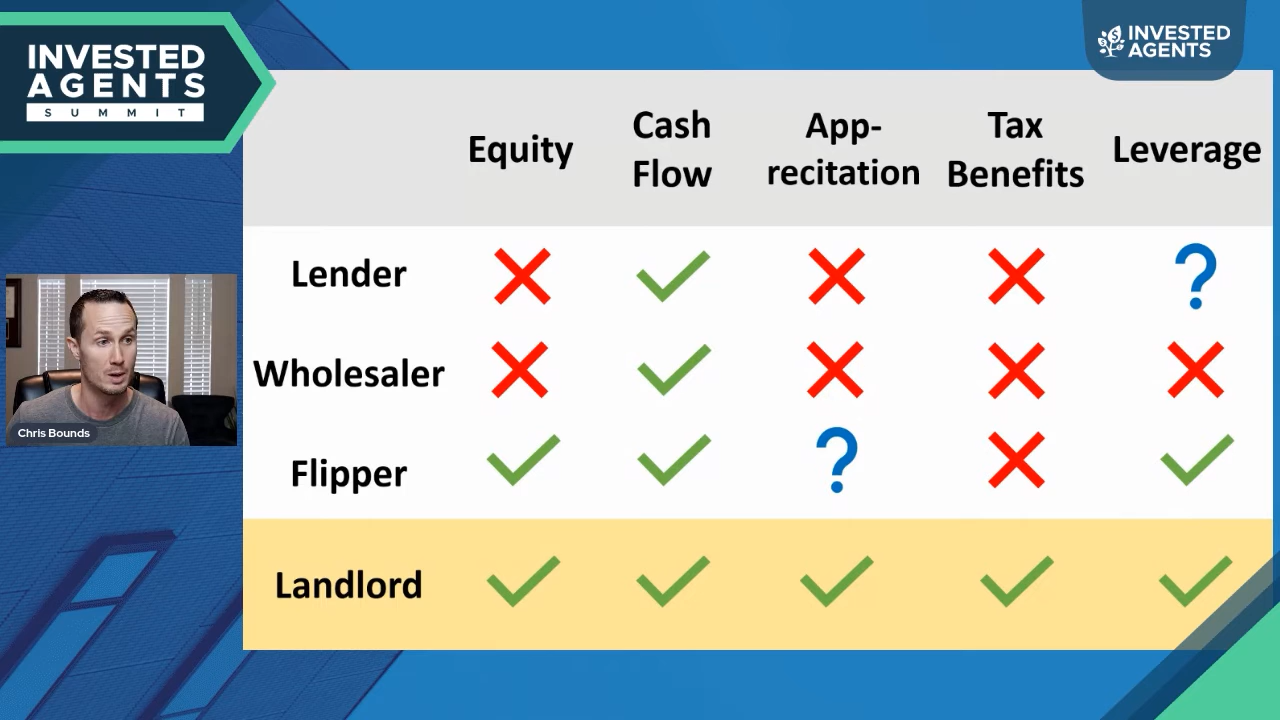 INVESTED
AGENTS
SUMMIT
INVESTED
AGENTS
Equity
Cash
Flow
App-
recitation
Tax
Benefits
Leverage
Lender
?
Wholesaler
Flipper
?
Landlord
Chris Bounds